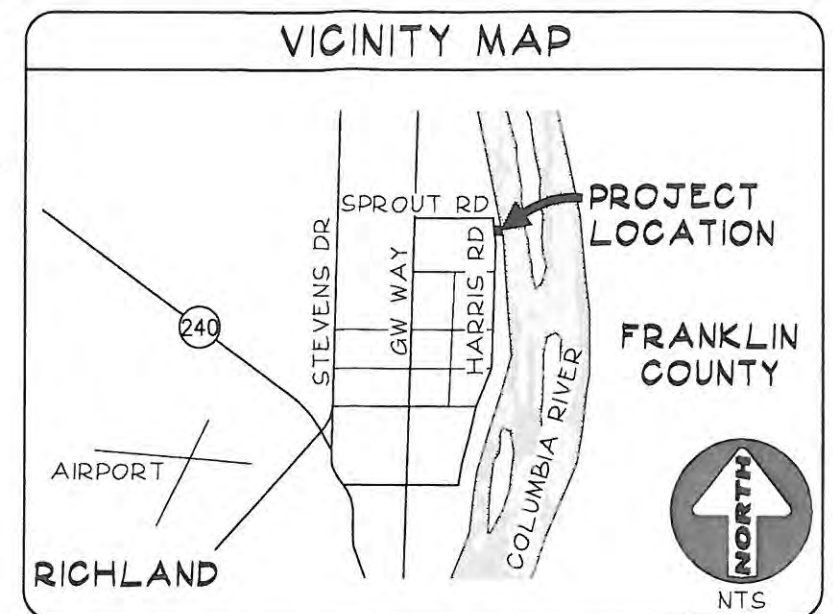 VICINITY MAP
SPROUT RD
PROJECT
LOCATION
STEVENS DR
GW WAY
HARRIS RD
240
FRANKLIN
COUNTY
COLUMBIA RIVER
AIRPORT
RICHLAND
NORTH
NTS